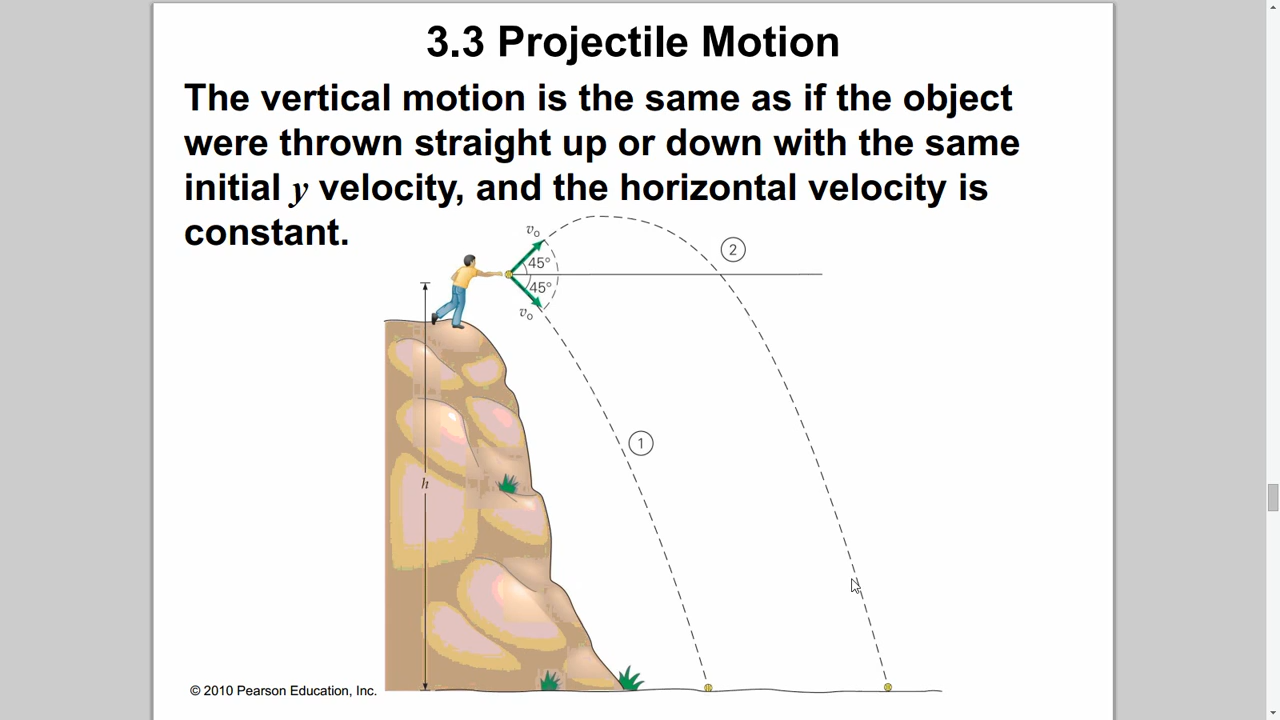 3.3 Projectile Motion
The vertical motion is the same as if the object
were thrown straight up or down with the same
initial y velocity, and the horizontal velocity is
constant.
vo
2
45°
45°
vo
1
h
© 2010 Pearson Education, Inc.